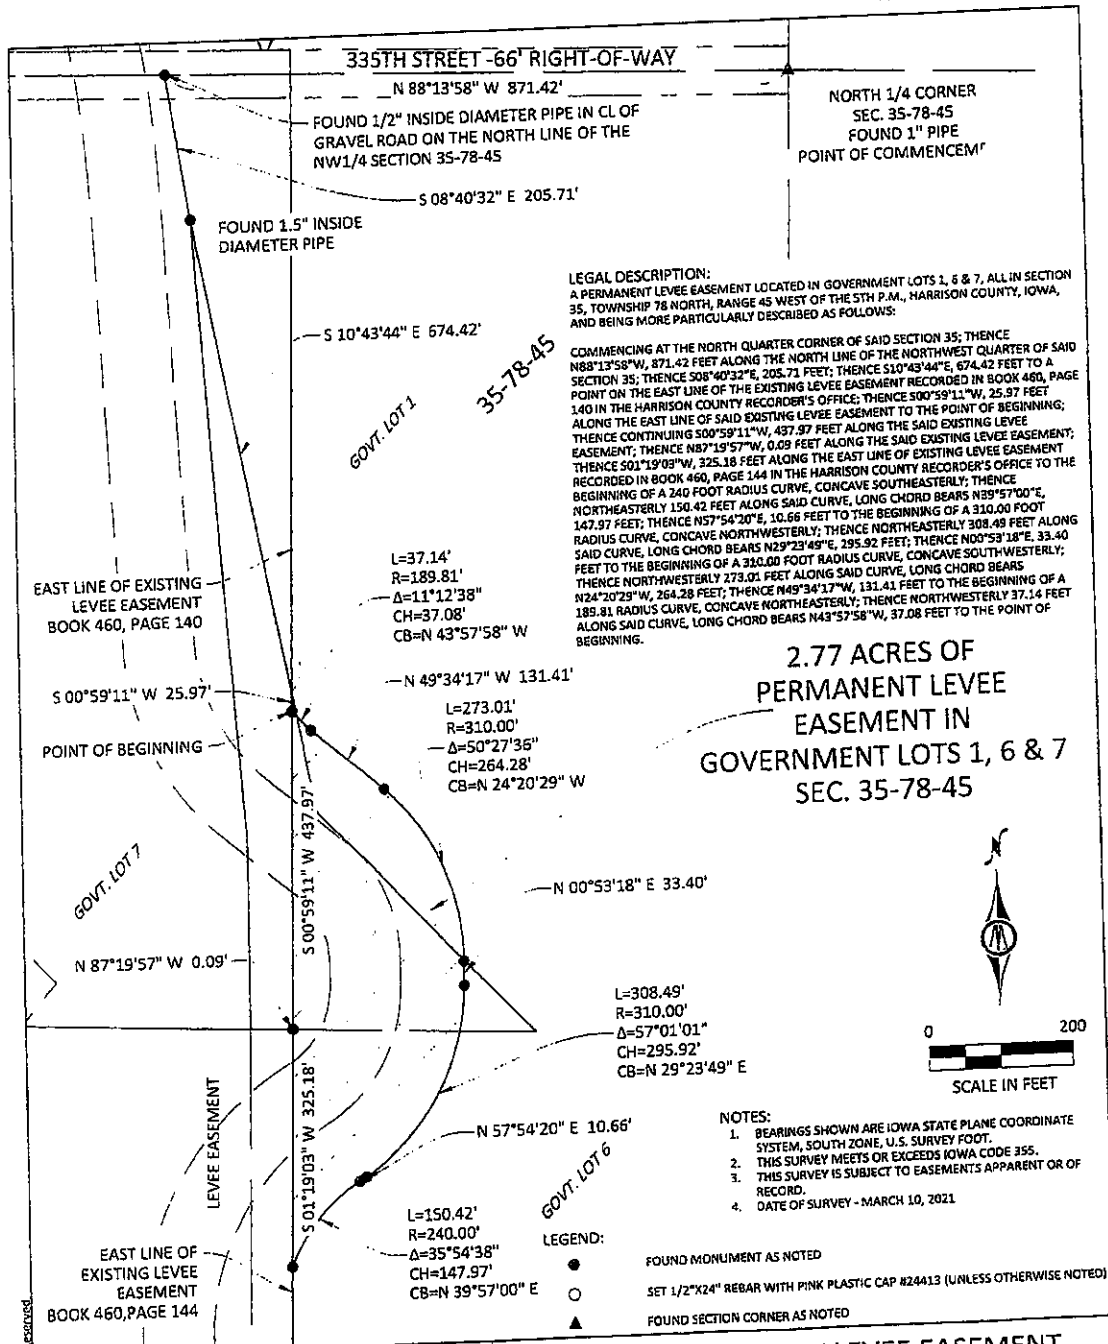 335TH STREET -66' RIGHT-OF-WAY
N 88°13'58" W 871.42'
FOUND 1/2" INSIDE DIAMETER PIPE IN CL OF
GRAVEL ROAD ON THE NORTH LINE OF THE
NW1/4 SECTION 35-78-45
NORTH 1/4 CORNER
SEC. 35-78-45
FOUND 1" PIPE
POINT OF COMMENCEM
S 08°40'32" E 205.71'
FOUND 1.5" INSIDE
DIAMETER PIPE
S 10°43'44" E 674.42'
35-78-45
GOVT. LOT 1
LEGAL DESCRIPTION:
A PERMANENT LEVEE EASEMENT LOCATED IN GOVERNMENT LOTS 1, 6 & 7, ALL IN SECTION
35, TOWNSHIP 78 NORTH, RANGE 45 WEST OF THE 5TH P.M., HARRISON COUNTY, IOWA,
AND BEING MORE PARTICULARLY DESCRIBED AS FOLLOWS:
COMMENCING AT THE NORTH QUARTER CORNER OF SAID SECTION 35; THENCE
N88°13'58"W, 871.42 FEET ALONG THE NORTH LINE OF THE NORTHWEST QUARTER OF SAID
SECTION 35; THENCE S08°40'32"E, 205.71 FEET; THENCE S10°43'44"E, 674.42 FEET TO A
POINT ON THE EAST LINE OF THE EXISTING LEVEE EASEMENT RECORDED IN BOOK 460, PAGE
140 IN THE HARRISON COUNTY RECORDER'S OFFICE; THENCE S00°59'11"W, 25.97 FEET
ALONG THE EAST LINE OF SAID EXISTING LEVEE EASEMENT TO THE POINT OF BEGINNING;
THENCE CONTINUING S00°59'11"W, 437.97 FEET ALONG THE SAID EXISTING LEVEE
EASEMENT; THENCE N87°19'57"W, 0.09 FEET ALONG THE SAID EXISTING LEVEE EASEMENT;
THENCE S01°19'03"W, 325.18 FEET ALONG THE EAST LINE OF EXISTING LEVEE EASEMENT
RECORDED IN BOOK 460, PAGE 144 IN THE HARRISON COUNTY RECORDER'S OFFICE TO THE
BEGINNING OF A 240 FOOT RADIUS CURVE, CONCAVE SOUTHEASTERLY; THENCE
NORTHEASTERLY 150.42 FEET ALONG SAID CURVE, LONG CHORD BEARS N39°57'00"E,
147.97 FEET; THENCE N57°54'20"E, 10.66 FEET TO THE BEGINNING OF A 310.00 FOOT
RADIUS CURVE, CONCAVE NORTHWESTERLY; THENCE NORTHEASTERLY 308.49 FEET ALONG
SAID CURVE, LONG CHORD BEARS N29°23'49"E, 295.92 FEET; THENCE N00°53'18"E, 33.40
FEET TO THE BEGINNING OF A 310.00 FOOT RADIUS CURVE, CONCAVE SOUTHWESTERLY;
THENCE NORTHWESTERLY 273.01 FEET ALONG SAID CURVE, LONG CHORD BEARS
N24°20'29"W, 264.28 FEET; THENCE N49°34'17"W, 131.41 FEET TO THE BEGINNING OF A
189.81 RADIUS CURVE, CONCAVE NORTHEASTERLY; THENCE NORTHWESTERLY 37.14 FEET
ALONG SAID CURVE, LONG CHORD BEARS N43°57'58"W, 37.08 FEET TO THE POINT OF
BEGINNING.
L=37.14'
R=189.81'
Δ=11°12'38"
CH=37.08'
CB=N 43°57'58" W
EAST LINE OF EXISTING
LEVEE EASEMENT
BOOK 460, PAGE 140
2.77 ACRES OF
PERMANENT LEVEE
EASEMENT IN
GOVERNMENT LOTS 1, 6 & 7
SEC. 35-78-45
S 00°59'11" W 25.97'
N 49°34'17" W 131.41'
POINT OF BEGINNING
L=273.01'
R=310.00'
Δ=50°27'36"
CH=264.28'
CB=N 24°20'29" W
S 00°59'11" W 437.97'
GOVT. LOT 7
N 00°53'18" E 33.40'
N
N 87°19'57" W 0.09'
L=308.49'
R=310.00'
Δ=57°01'01"
CH=295.92'
CB=N 29°23'49" E
0 200
SCALE IN FEET
LEVEE EASEMENT
S 01°19'03" W 325.18'
N 57°54'20" E 10.66'
GOVT. LOT 6
NOTES:
1. BEARINGS SHOWN ARE IOWA STATE PLANE COORDINATE
SYSTEM, SOUTH ZONE, U.S. SURVEY FOOT.
2. THIS SURVEY MEETS OR EXCEEDS IOWA CODE 355.
3. THIS SURVEY IS SUBJECT TO EASEMENTS APPARENT OR OF
RECORD.
4. DATE OF SURVEY - MARCH 10, 2021
L=150.42'
R=240.00'
Δ=35°54'38"
CH=147.97'
CB=N 39°57'00" E
EAST LINE OF
EXISTING LEVEE
EASEMENT
BOOK 460,PAGE 144
LEGEND:
FOUND MONUMENT AS NOTED
SET 1/2"X24" REBAR WITH PINK PLASTIC CAP #24413 (UNLESS OTHERWISE NOTED)
FOUND SECTION CORNER AS NOTED
eserved
LEVEE EASEMENT